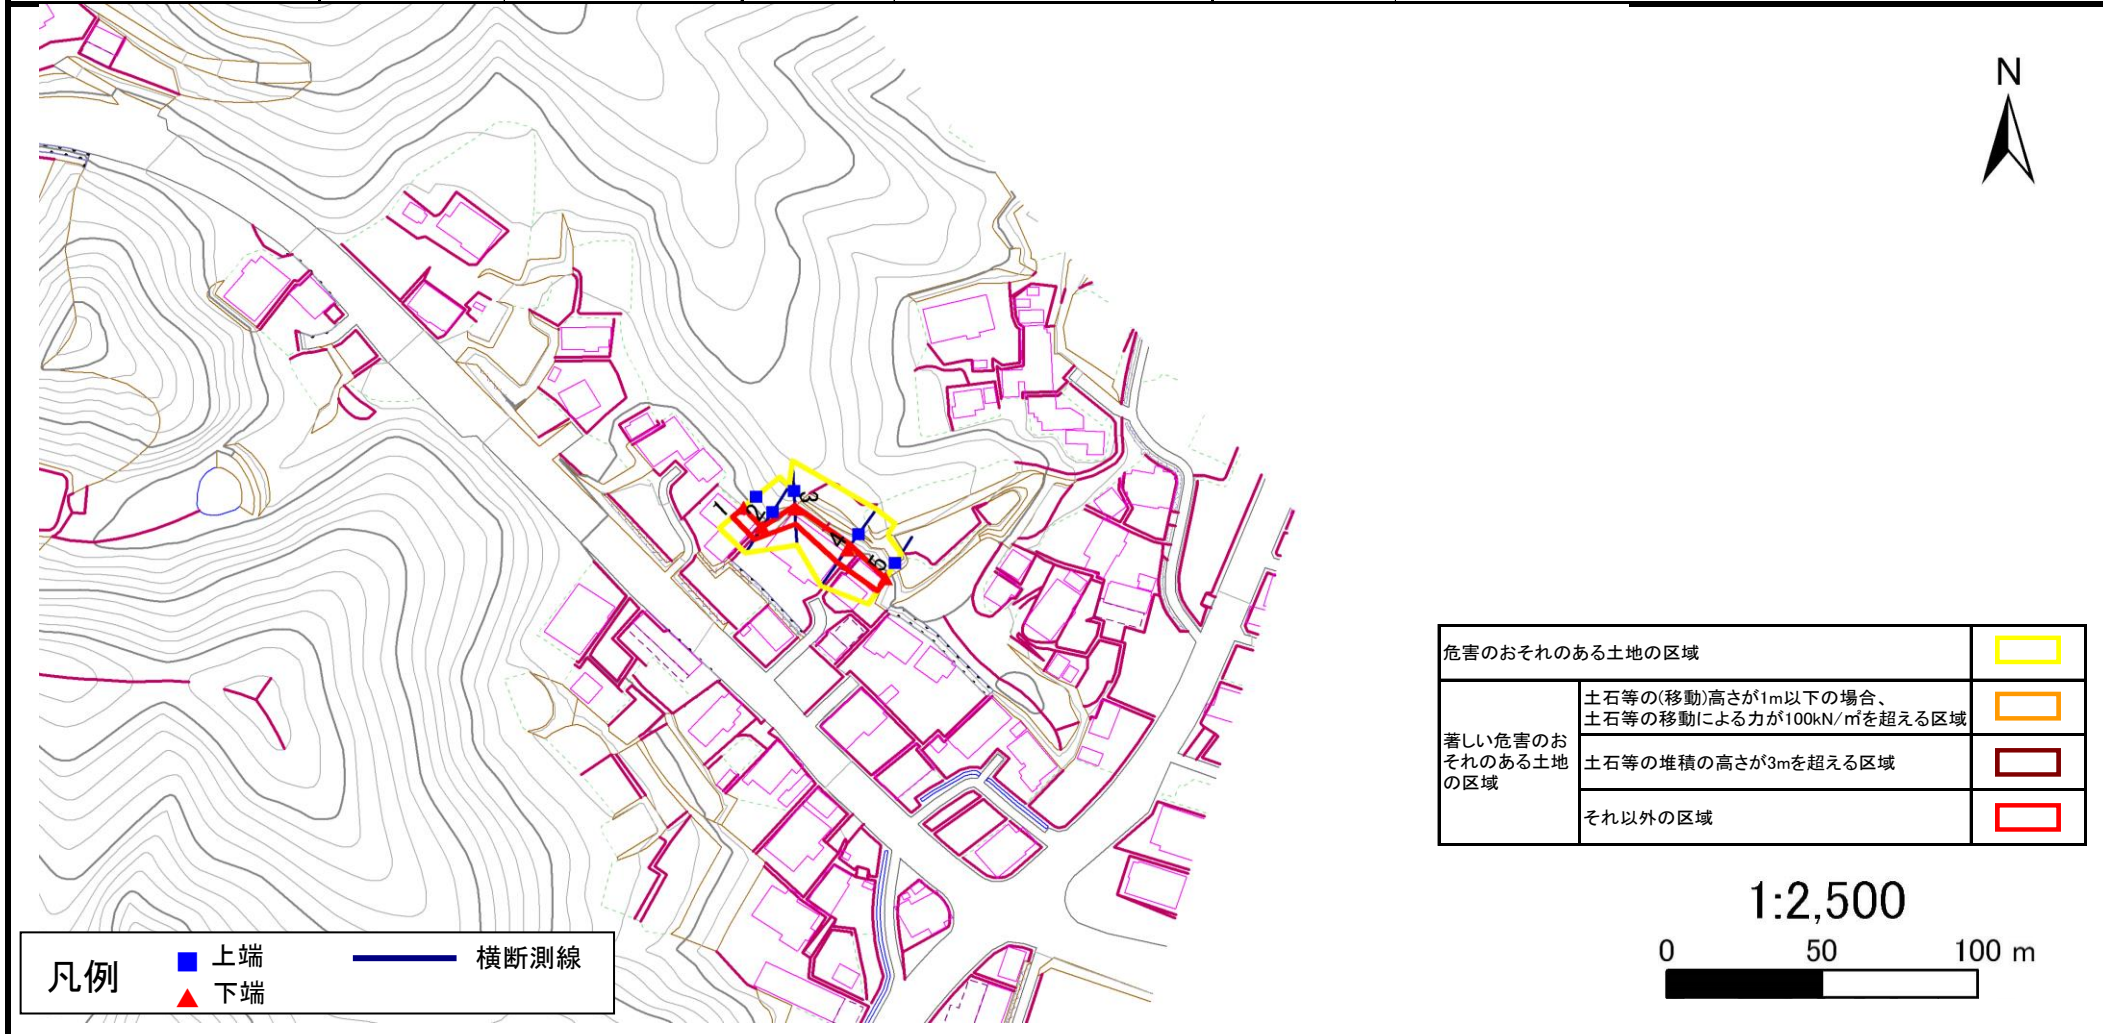 N
1
2
3
4
5
危害のおそれのある土地の区域
著しい危害のお
それのある土地
の区域
土石等の(移動)高さが1m以下の場合、
土石等の移動による力が100kN/㎡を超える区域
土石等の堆積の高さが3mを超える区域
それ以外の区域
1:2,500
0 50 100 m
凡例
上端
横断測線
下端